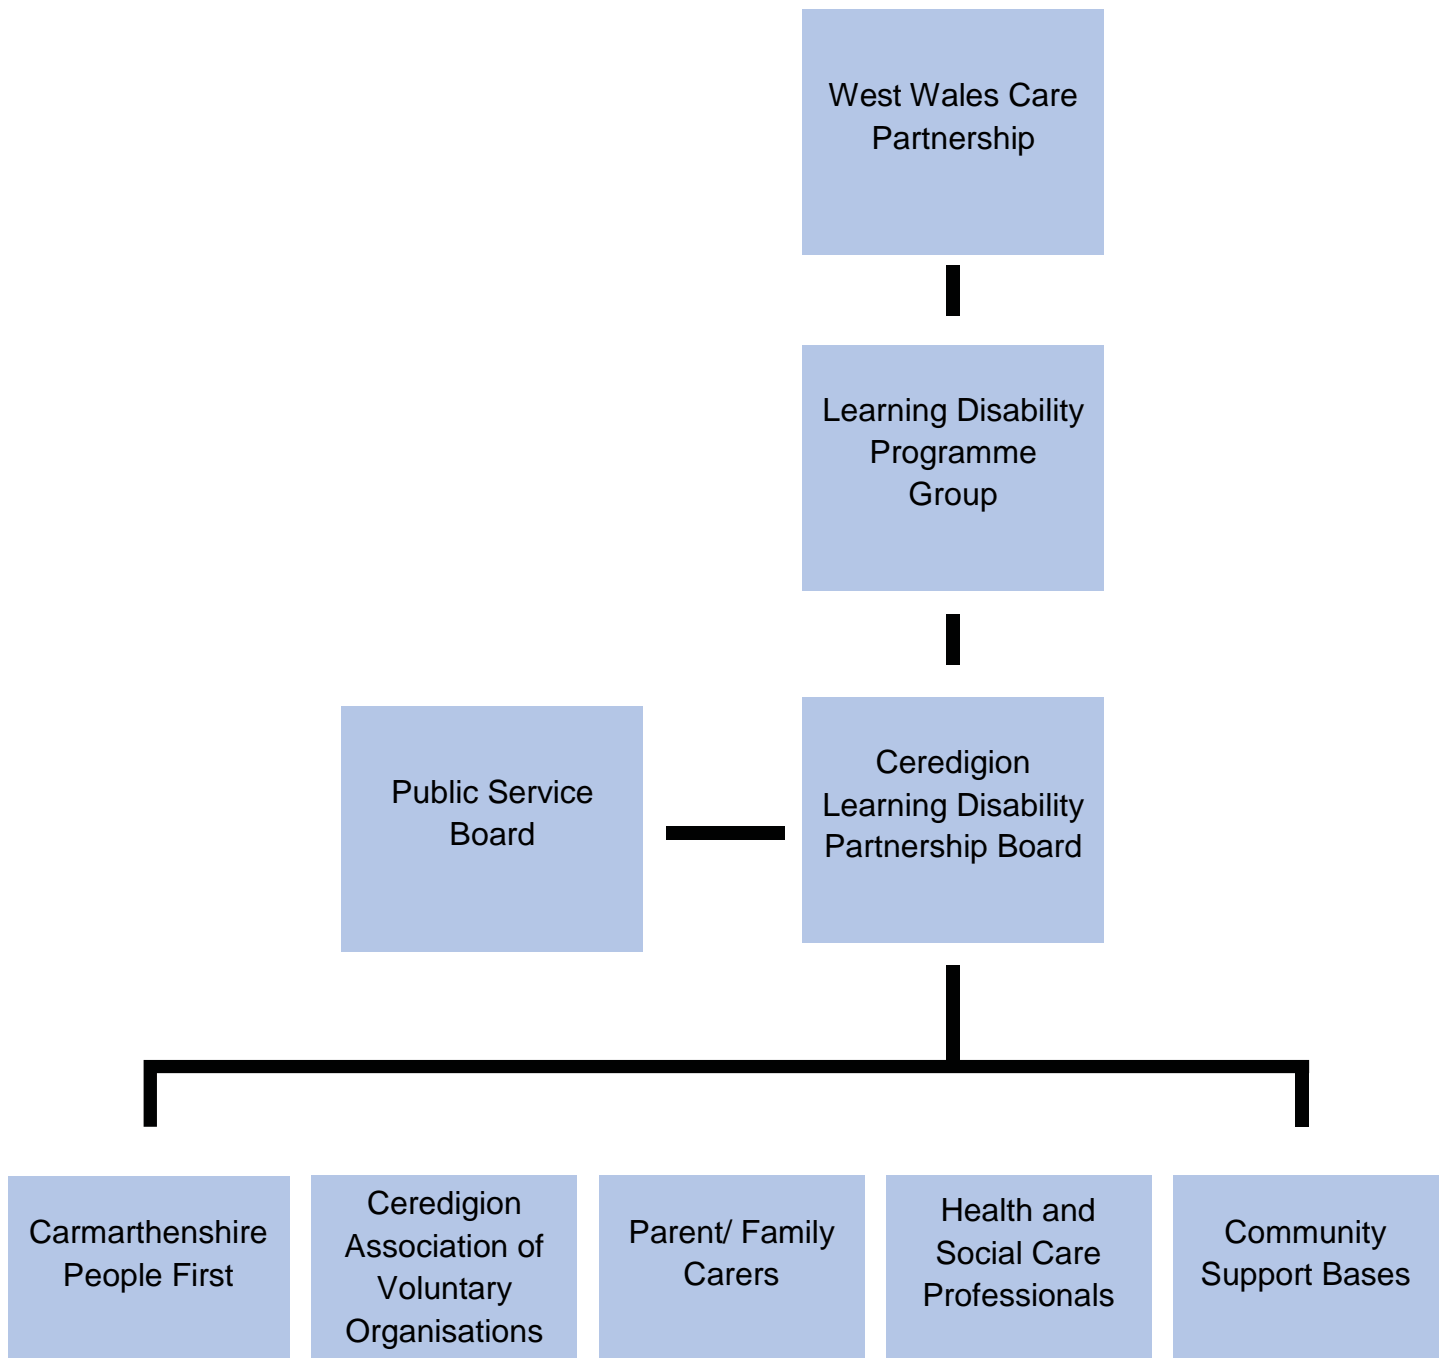 West Wales Care
Partnership
Learning Disability
Programme
Group
Public Service
Board
Ceredigion
Learning Disability
Partnership Board
Carmarthenshire
People First
Ceredigion
Association of
Voluntary
Organisations
Parent/ Family
Carers
Health and
Social Care
Professionals
Community
Support Bases